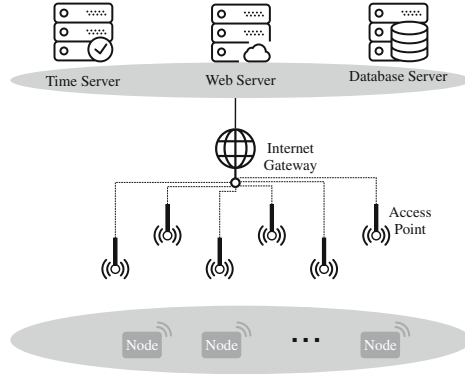 Time Server
Web Server
Database Server
Internet
Gateway
Access
Point
Node
Node
...
Node